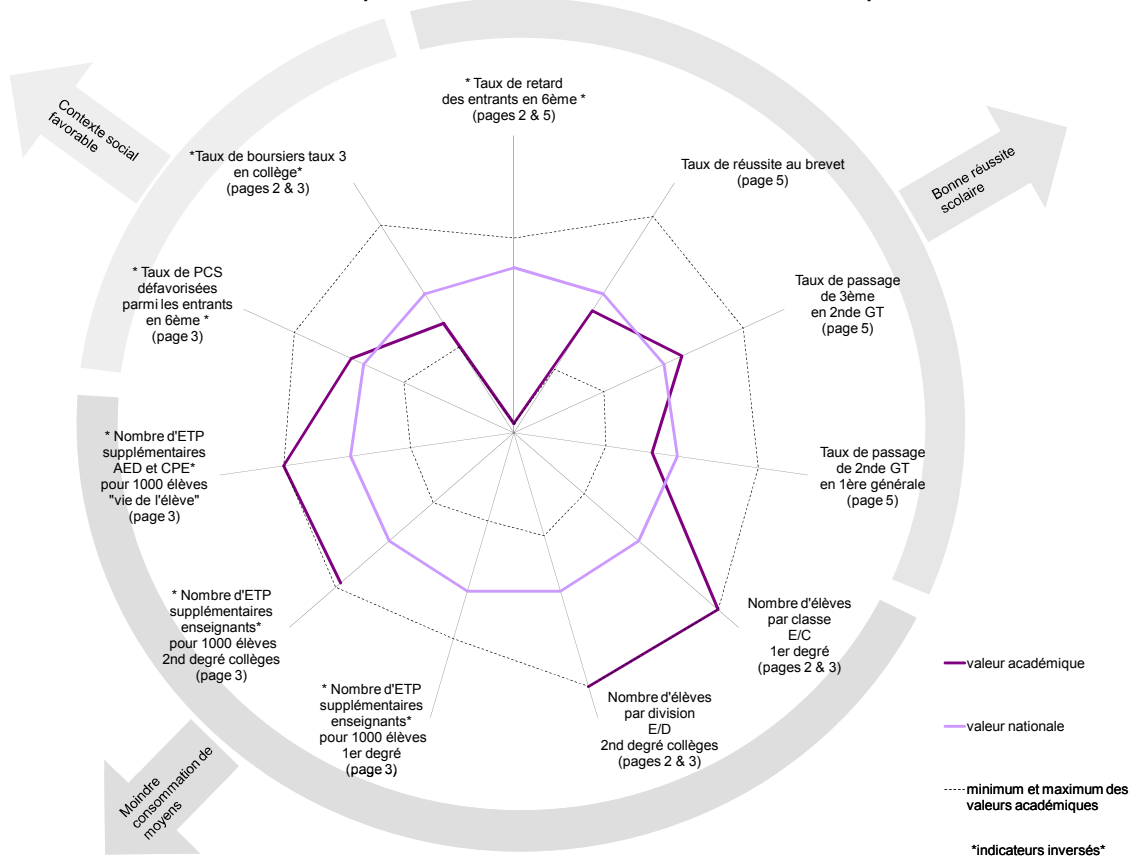 * Taux de retard
des entrants en 6ème *
(pages 2 & 5)
Contexte social
favorable
*Taux de boursiers taux 3
en collège*
(pages 2 & 3)
Taux de réussite au brevet
(page 5)
Bonne réussite
scolaire
* Taux de PCS
défavorisées
parmi les entrants
en 6ème *
(page 3)
Taux de passage
de 3ème
en 2nde GT
(page 5)
* Nombre d'ETP
supplémentaires
AED et CPE*
pour 1000 élèves
"vie de l'élève"
(page 3)
Taux de passage
de 2nde GT
en 1ère générale
(page 5)
* Nombre d'ETP
supplémentaires
enseignants*
pour 1000 élèves
2nd degré collèges
(page 3)
Nombre d'élèves
par classe
E/C
1er degré
(pages 2 & 3)
* Nombre d'ETP
supplémentaires
enseignants*
pour 1000 élèves
1er degré
(page 3)
Nombre d'élèves
par division
E/D
2nd degré collèges
(pages 2 & 3)
Moindre
consommation de
moyens
valeur académique
valeur nationale
minimum et maximum des
valeurs académiques
*indicateurs inversés*